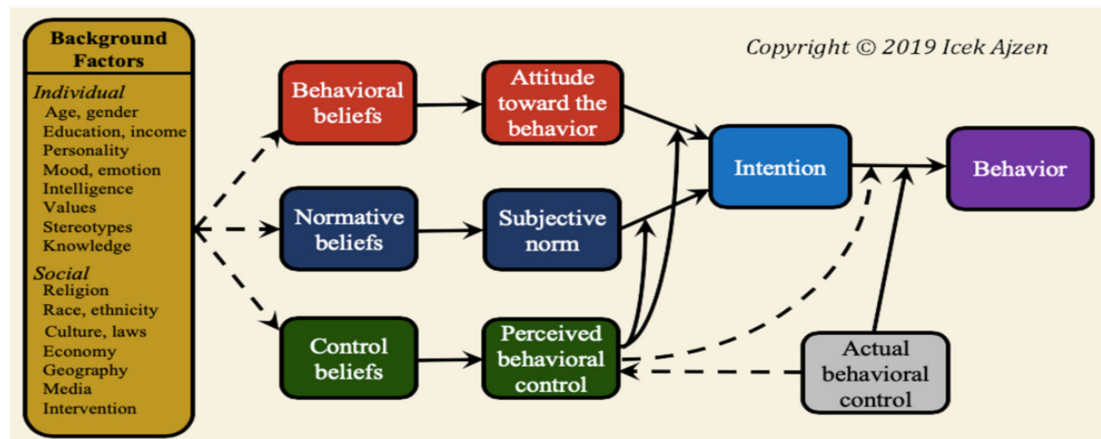 Background
Factors
Individual
Age, gender
Education, income
Personality
Mood, emotion
Intelligence
Values
Stereotypes
Knowledge
Social
Religion
Race, ethnicity
Culture, laws
Economy
Geography
Media
Intervention
Copyright © 2019 Icek Ajzen
Behavioral
beliefs
Attitude
toward the
behavior
Normative
beliefs
Subjective
norm
Control
beliefs
Perceived
behavioral
control
Intention
Behavior
Actual
behavioral
control